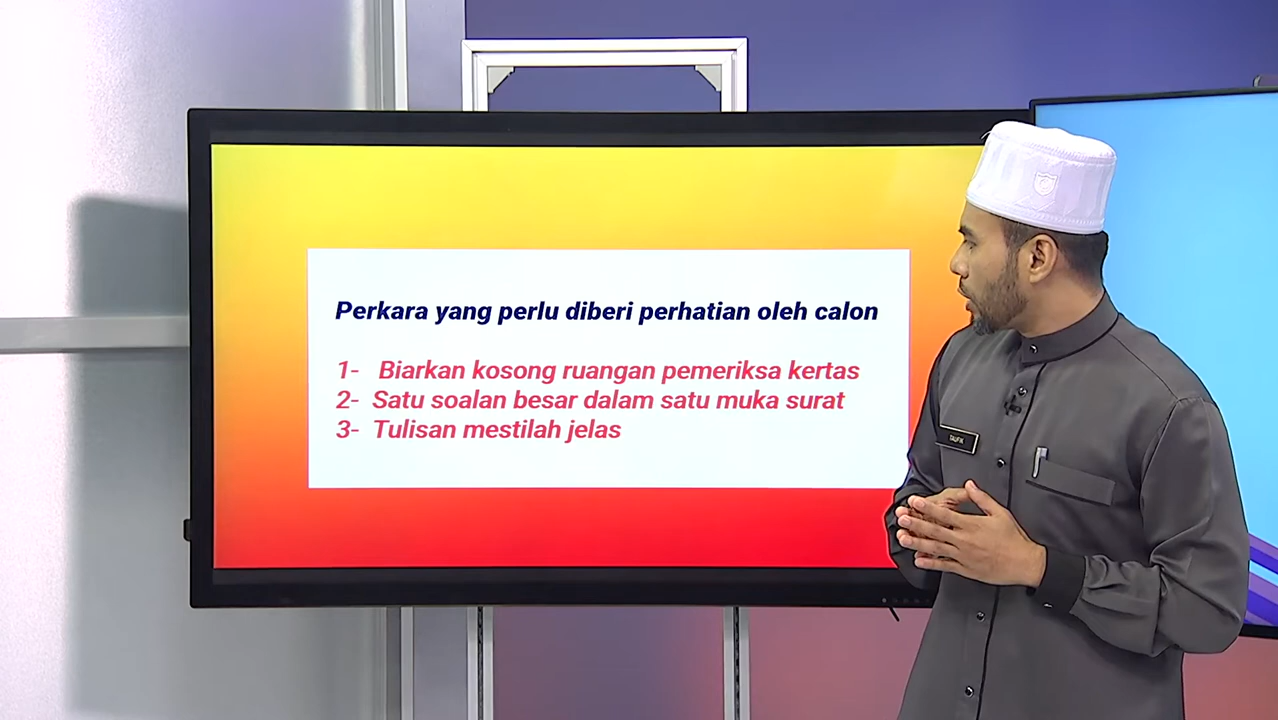 Perkara yang perlu diberi perhatian oleh calon
1- Biarkan kosong ruangan pemeriksa kertas
2- Satu soalan besar dalam satu muka surat
3- Tulisan mestilah jelas
TAUFIK